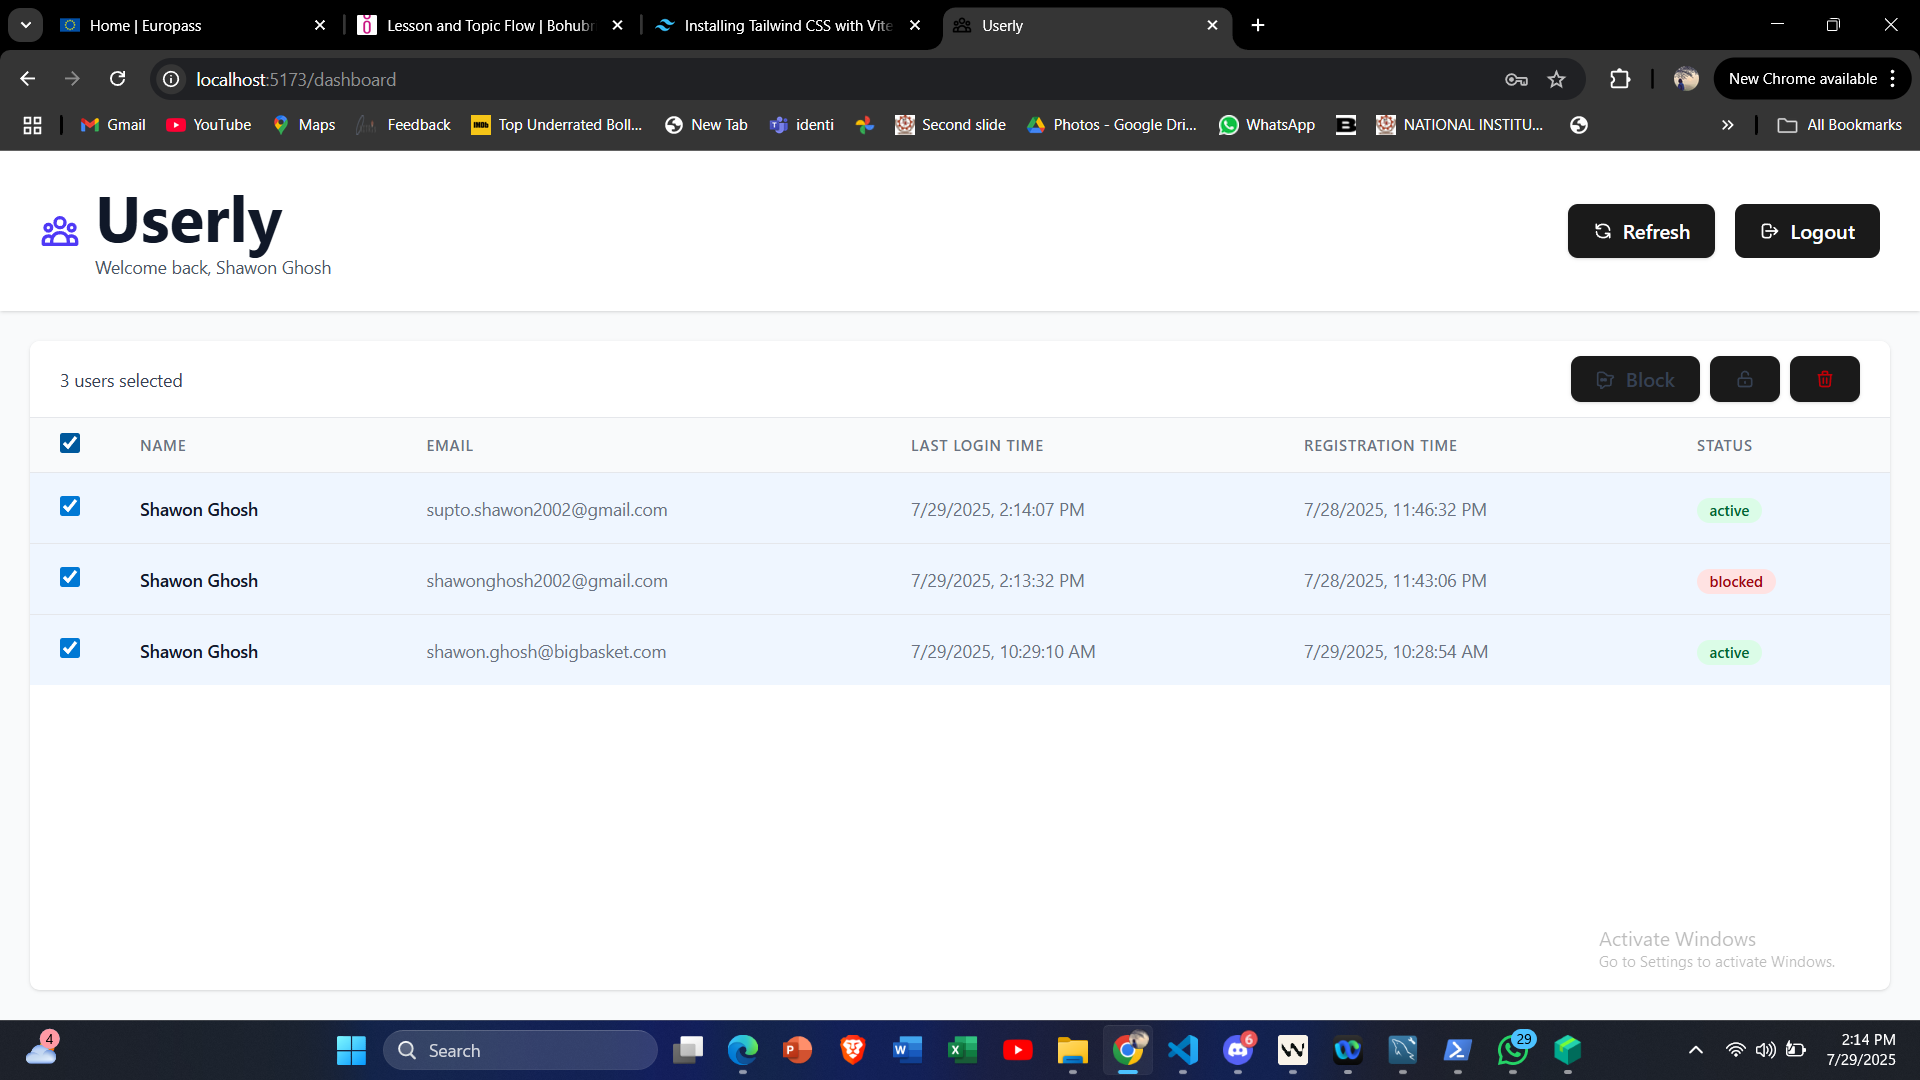 Home | Europass
Lesson and Topic Flow | Bohubr
Installing Tailwind CSS with Vite
Userly
localhost:5173/dashboard
New Chrome available
Gmail
YouTube
Maps
Feedback
IMDb
Top Underrated Boll...
New Tab
identi
Second slide
Photos - Google Dri...
WhatsApp
B
NATIONAL INSTITU...
All Bookmarks
Userly
Welcome back, Shawon Ghosh
Refresh
Logout
3 users selected
Block
NAME EMAIL LAST LOGIN TIME REGISTRATION TIME STATUS
Shawon Ghosh supto.shawon2002@gmail.com 7/29/2025, 2:14:07 PM 7/28/2025, 11:46:32 PM active
Shawon Ghosh shawonghosh2002@gmail.com 7/29/2025, 2:13:32 PM 7/28/2025, 11:43:06 PM blocked
Shawon Ghosh shawon.ghosh@bigbasket.com 7/29/2025, 10:29:10 AM 7/29/2025, 10:28:54 AM active
Activate Windows
Go to Settings to activate Windows.
4
Search
6
29
2:14 PM
7/29/2025